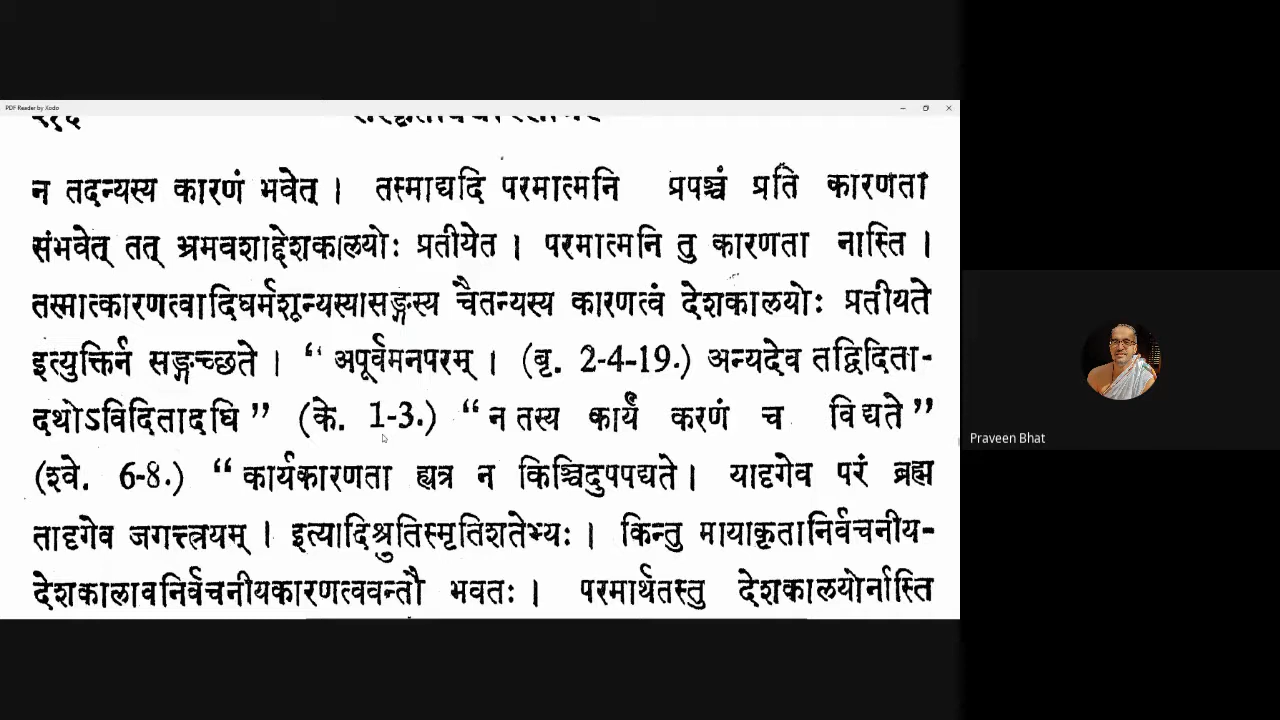 PDF Reader by Xodo
न तदन्यस्य कारणं भवेत् । तस्माद्यदि परमात्मनि प्रपञ्चं प्रति कारणता
संभवेत् तत् भ्रमवशाद्देशकालयोः प्रतीयेत । परमात्मनि तु कारणता नास्ति ।
तस्मात्कारणत्वादिधर्मशून्यस्यासङ्गस्य चैतन्यस्य कारणत्वं देशकालयोः प्रतीयते
इत्युक्तिर्न सङ्गच्छते । “ अपूर्वमनपरम् । (बृ. 2-4-19.) अन्यदेव तद्विदिता-
दथोऽविदितादधि ” (के. 1-3.) “ न तस्य कार्यं करणं च विद्यते ”
(श्वे. 6-8.) “ कार्यकारणता ह्यत्र न किञ्चिदुपपद्यते । यादृगेव परं ब्रह्म
तादृगेव जगत्त्रयम् । इत्यादिश्रुतिस्मृतिशतेभ्यः । किन्तु मायाकृतानिर्वचनीय-
देशकालावनिर्वचनीयकारणत्ववन्तौ भवतः । परमार्थतस्तु देशकालयोर्नास्ति
Praveen Bhat